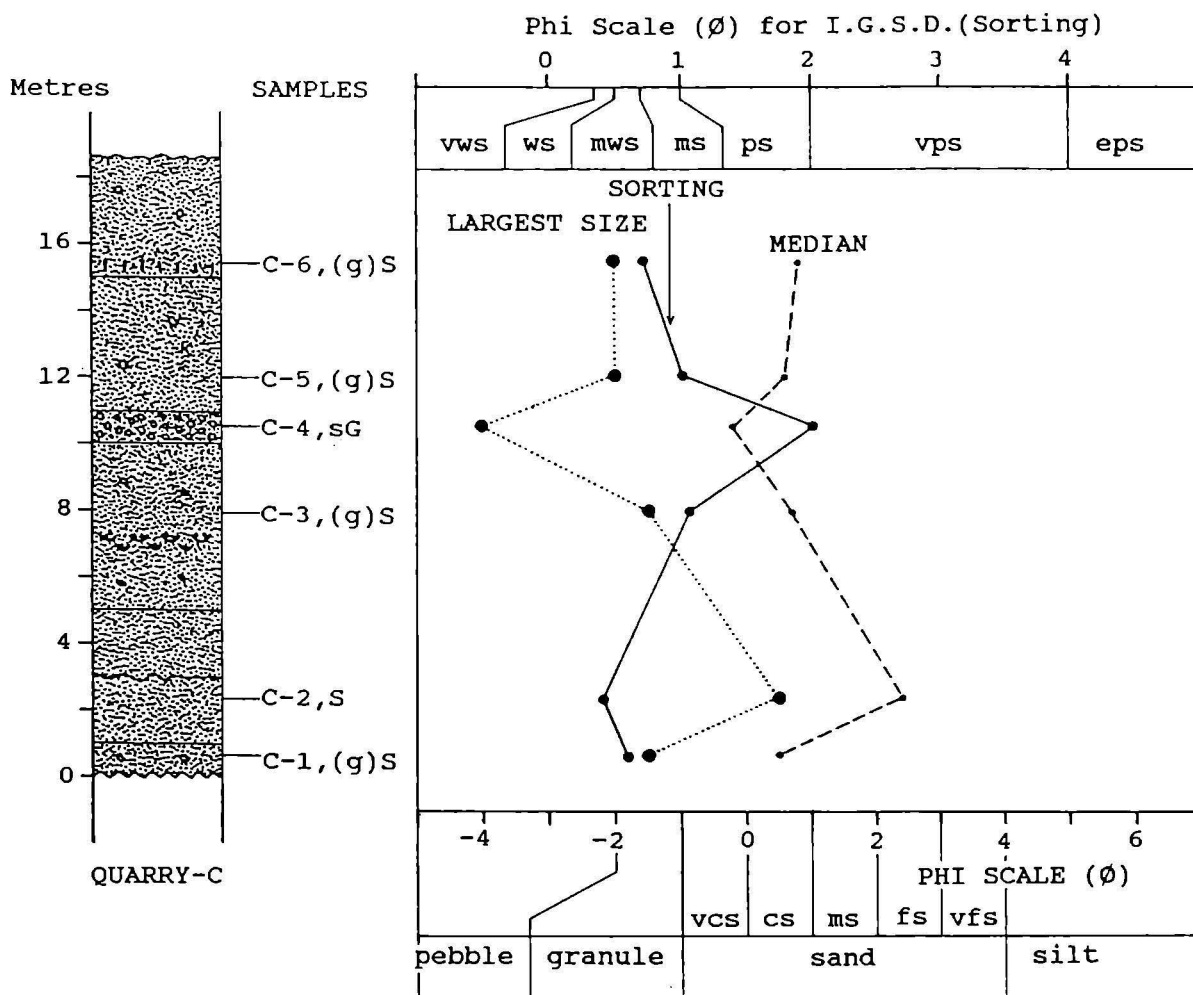 Phi Scale (Ø) for I.G.S.D.(Sorting)
0 1 2 3 4
Metres SAMPLES
vws ws mws ms ps vps eps
SORTING
LARGEST SIZE
MEDIAN
16
C-6,(g)S
12
C-5,(g)S
C-4,sG
8
C-3,(g)S
4
C-2,S
C-1,(g)S
0
-4 -2 0 2 4 6
QUARRY-C
PHI SCALE (Ø)
vcs cs ms fs vfs
pebble granule sand silt